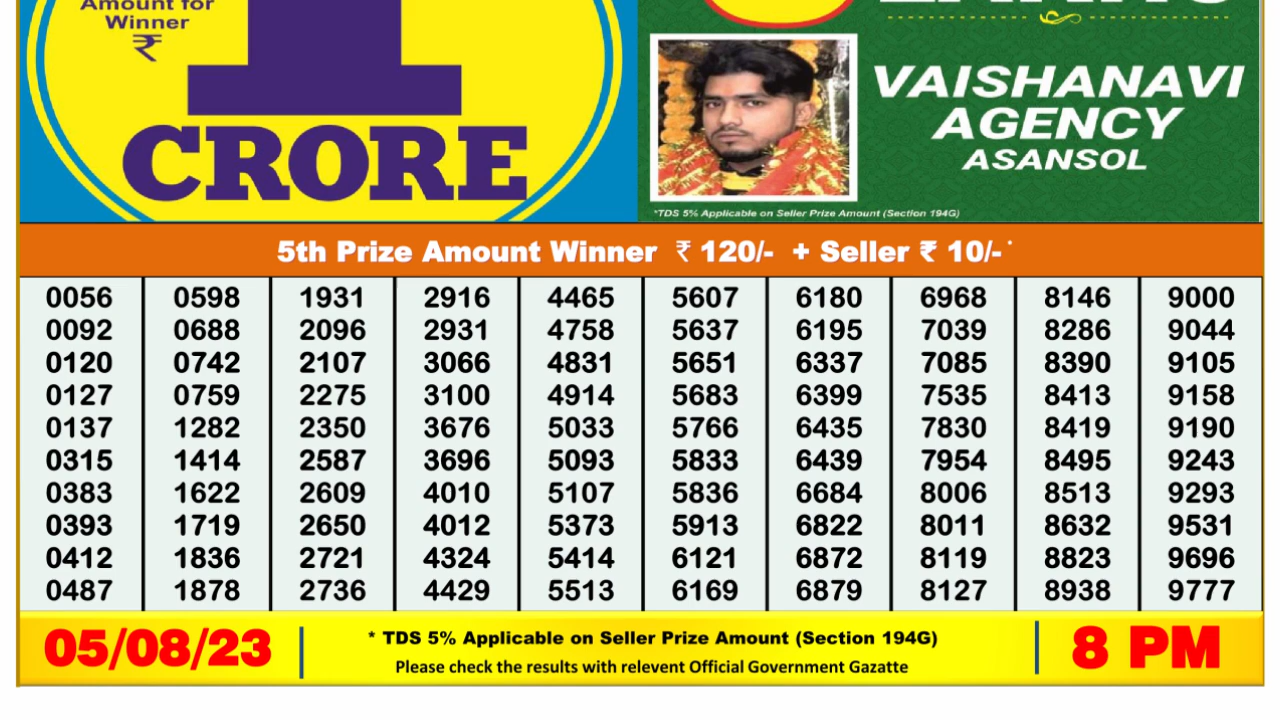 Amount for
Winner
₹
1
CRORE
VAISHANAVI
AGENCY
ASANSOL
*TDS 5% Applicable on Seller Prize Amount (Section 194G)
5th Prize Amount Winner ₹ 120/- + Seller ₹ 10/-*
0056 0598 1931 2916 4465 5607 6180 6968 8146 9000
0092 0688 2096 2931 4758 5637 6195 7039 8286 9044
0120 0742 2107 3066 4831 5651 6337 7085 8390 9105
0127 0759 2275 3100 4914 5683 6399 7535 8413 9158
0137 1282 2350 3676 5033 5766 6435 7830 8419 9190
0315 1414 2587 3696 5093 5833 6439 7954 8495 9243
0383 1622 2609 4010 5107 5836 6684 8006 8513 9293
0393 1719 2650 4012 5373 5913 6822 8011 8632 9531
0412 1836 2721 4324 5414 6121 6872 8119 8823 9696
0487 1878 2736 4429 5513 6169 6879 8127 8938 9777
05/08/23
* TDS 5% Applicable on Seller Prize Amount (Section 194G)
Please check the results with relevent Official Government Gazatte
8 PM